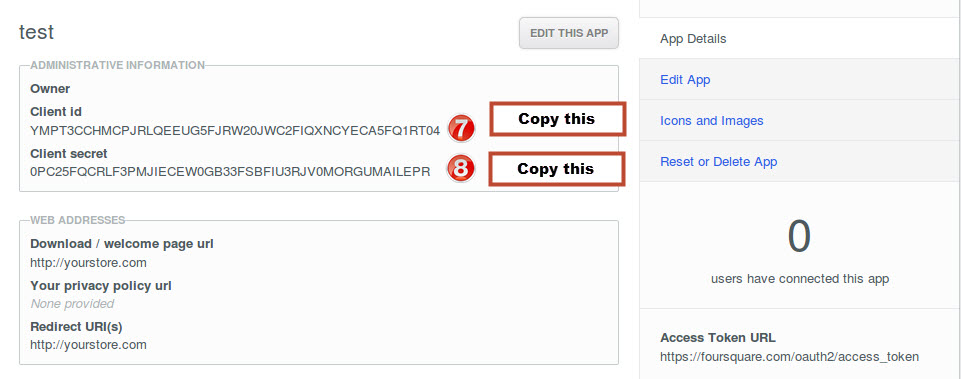 test
EDIT THIS APP
ADMINISTRATIVE INFORMATION
Owner
Client id
YMPT3CCHMCPJRLQEEUG5FJRW20JWC2FIQXNCYECA5FQ1RT04
7
Copy this
Client secret
0PC25FQCRLF3PMJIECEW0GB33FSBFIU3RJV0MORGUMAILEPR
8
Copy this
WEB ADDRESSES
Download / welcome page url
http://yourstore.com
Your privacy policy url
None provided
Redirect URI(s)
http://yourstore.com
App Details
Edit App
Icons and Images
Reset or Delete App
0
users have connected this app
Access Token URL
https://foursquare.com/oauth2/access_token